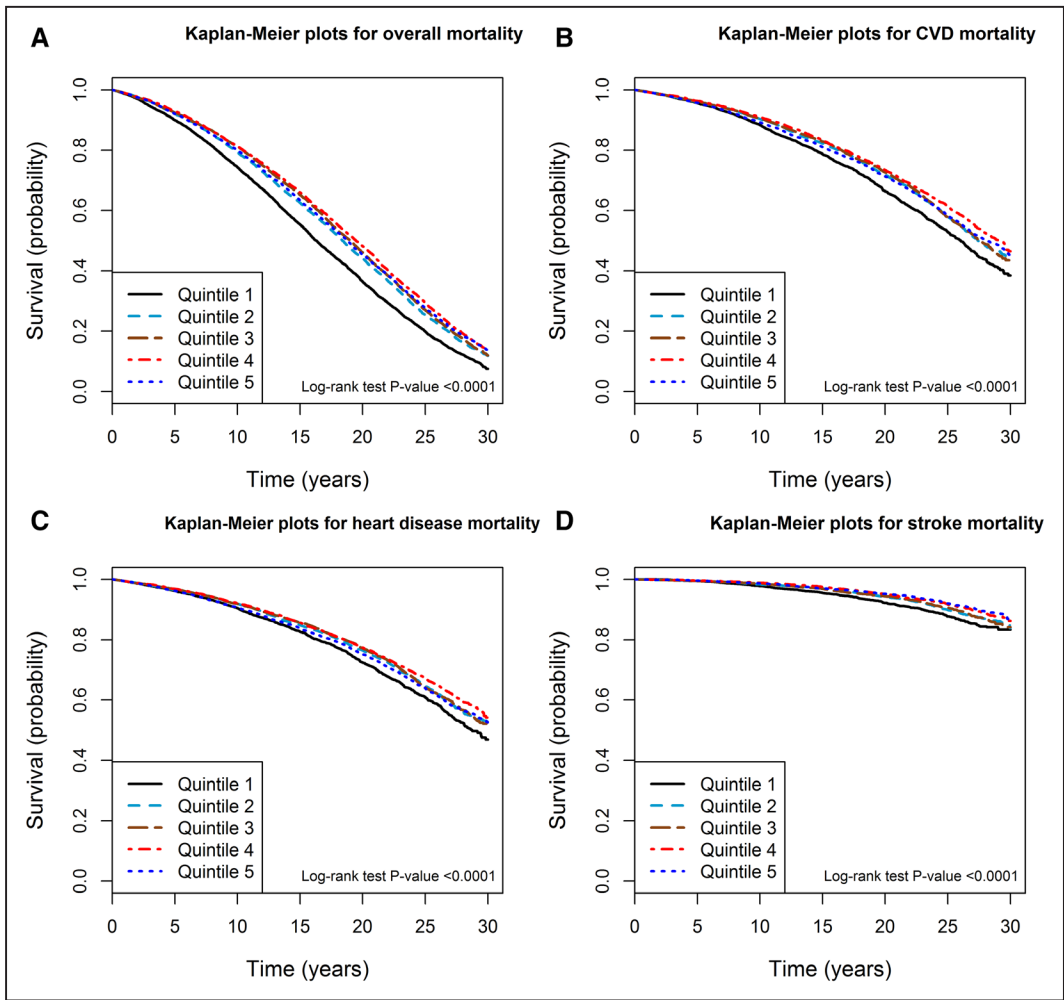 A
Kaplan-Meier plots for overall mortality
Survival (probability)
1.0
0.8
0.6
0.4
0.2
0.0
Quintile 1
Quintile 2
Quintile 3
Quintile 4
Quintile 5
Log-rank test P-value <0.0001
0 5 10 15 20 25 30
Time (years)
B
Kaplan-Meier plots for CVD mortality
Survival (probability)
1.0
0.8
0.6
0.4
0.2
0.0
Quintile 1
Quintile 2
Quintile 3
Quintile 4
Quintile 5
Log-rank test P-value <0.0001
0 5 10 15 20 25 30
Time (years)
C
Kaplan-Meier plots for heart disease mortality
Survival (probability)
1.0
0.8
0.6
0.4
0.2
0.0
Quintile 1
Quintile 2
Quintile 3
Quintile 4
Quintile 5
Log-rank test P-value <0.0001
0 5 10 15 20 25 30
Time (years)
D
Kaplan-Meier plots for stroke mortality
Survival (probability)
1.0
0.8
0.6
0.4
0.2
0.0
Quintile 1
Quintile 2
Quintile 3
Quintile 4
Quintile 5
Log-rank test P-value <0.0001
0 5 10 15 20 25 30
Time (years)